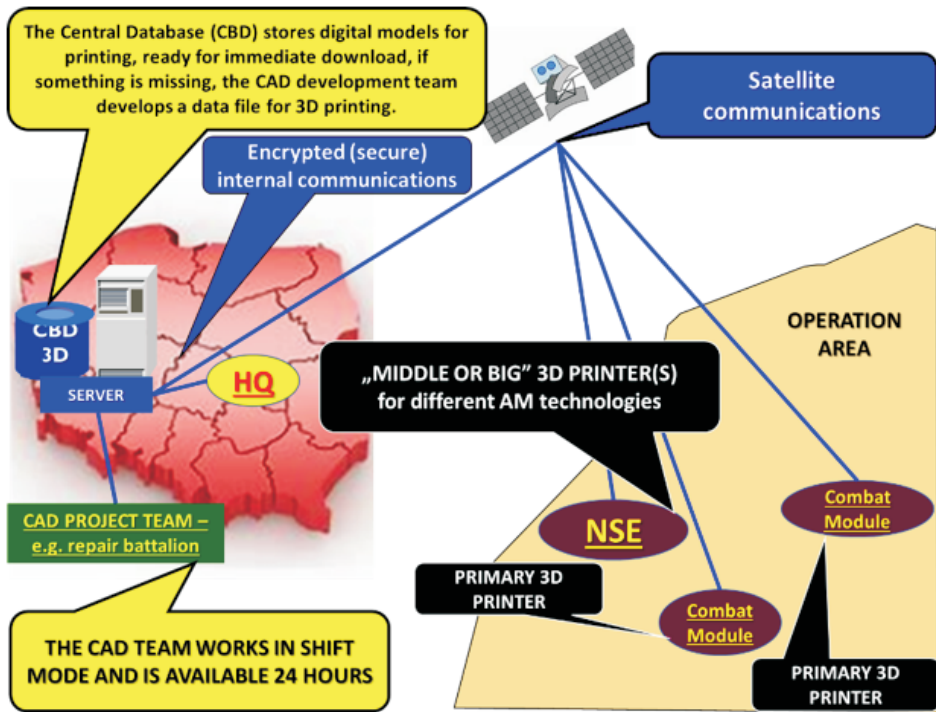 The Central Database (CBD) stores digital models for
printing, ready for immediate download, if
something is missing, the CAD development team
develops a data file for 3D printing.
Satellite
communications
Encrypted (secure)
internal communications
CBD
3D
SERVER
HQ
OPERATION
AREA
„MIDDLE OR BIG” 3D PRINTER(S)
for different AM technologies
CAD PROJECT TEAM –
e.g. repair battalion
NSE
Combat
Module
PRIMARY 3D
PRINTER
Combat
Module
PRIMARY 3D
PRINTER
THE CAD TEAM WORKS IN SHIFT
MODE AND IS AVAILABLE 24 HOURS